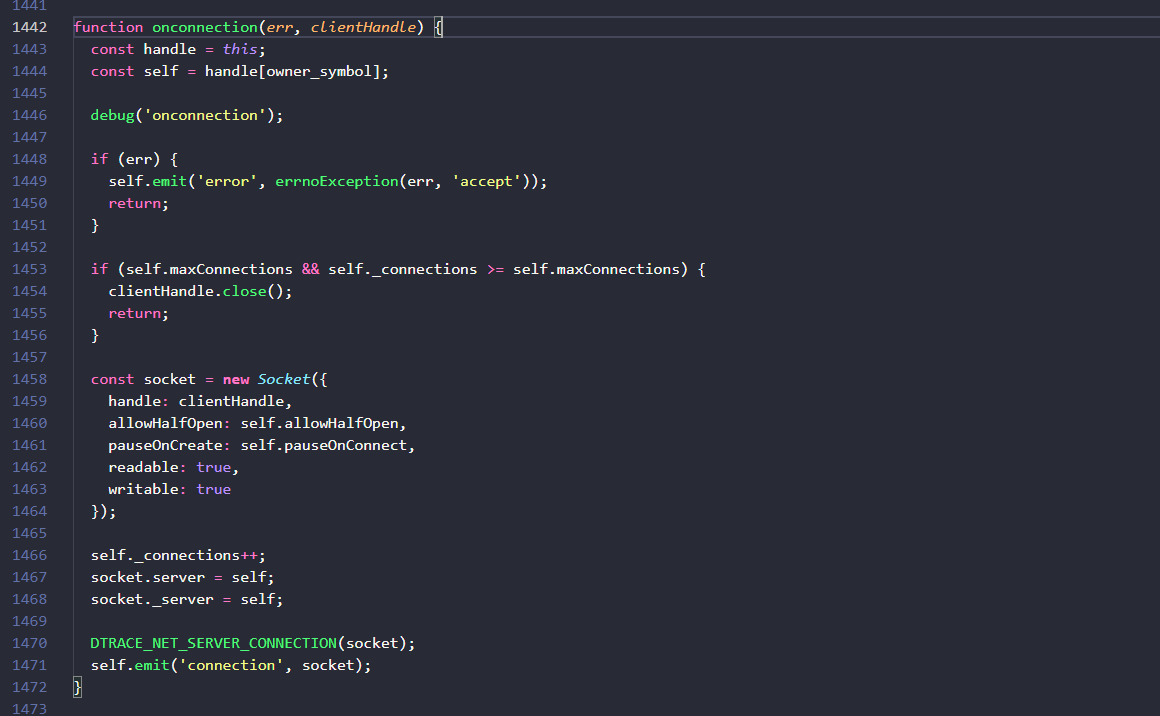 1441
1442 function onconnection(err, clientHandle) {
1443   const handle = this;
1444   const self = handle[owner_symbol];
1445
1446   debug('onconnection');
1447
1448   if (err) {
1449     self.emit('error', errnoException(err, 'accept'));
1450     return;
1451   }
1452
1453   if (self.maxConnections && self._connections >= self.maxConnections) {
1454     clientHandle.close();
1455     return;
1456   }
1457
1458   const socket = new Socket({
1459     handle: clientHandle,
1460     allowHalfOpen: self.allowHalfOpen,
1461     pauseOnCreate: self.pauseOnConnect,
1462     readable: true,
1463     writable: true
1464   });
1465
1466   self._connections++;
1467   socket.server = self;
1468   socket._server = self;
1469
1470   DTRACE_NET_SERVER_CONNECTION(socket);
1471   self.emit('connection', socket);
1472 }
1473